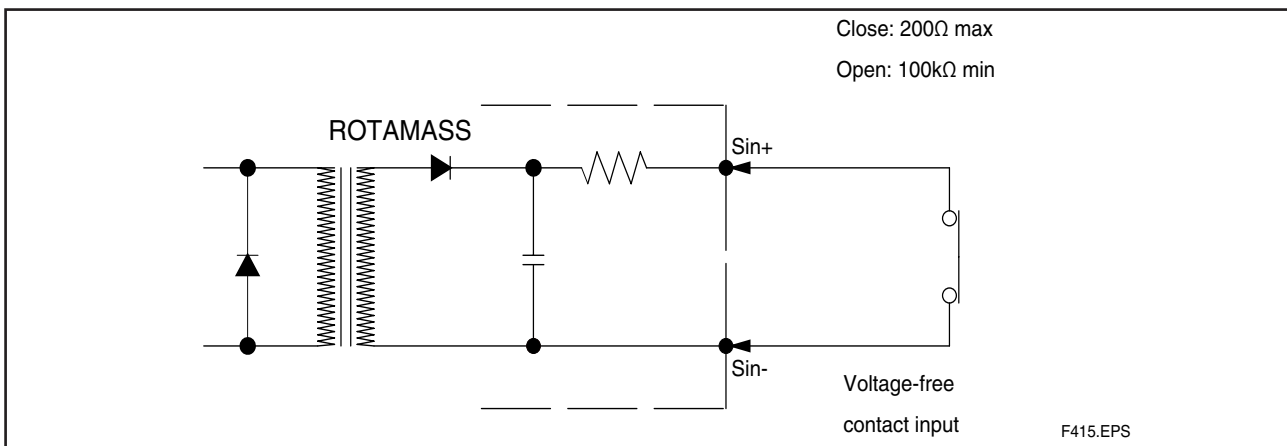 Close: 200Ω max
Open: 100kΩ min
ROTAMASS
Sin+
Sin-
Voltage-free
contact input
F415.EPS